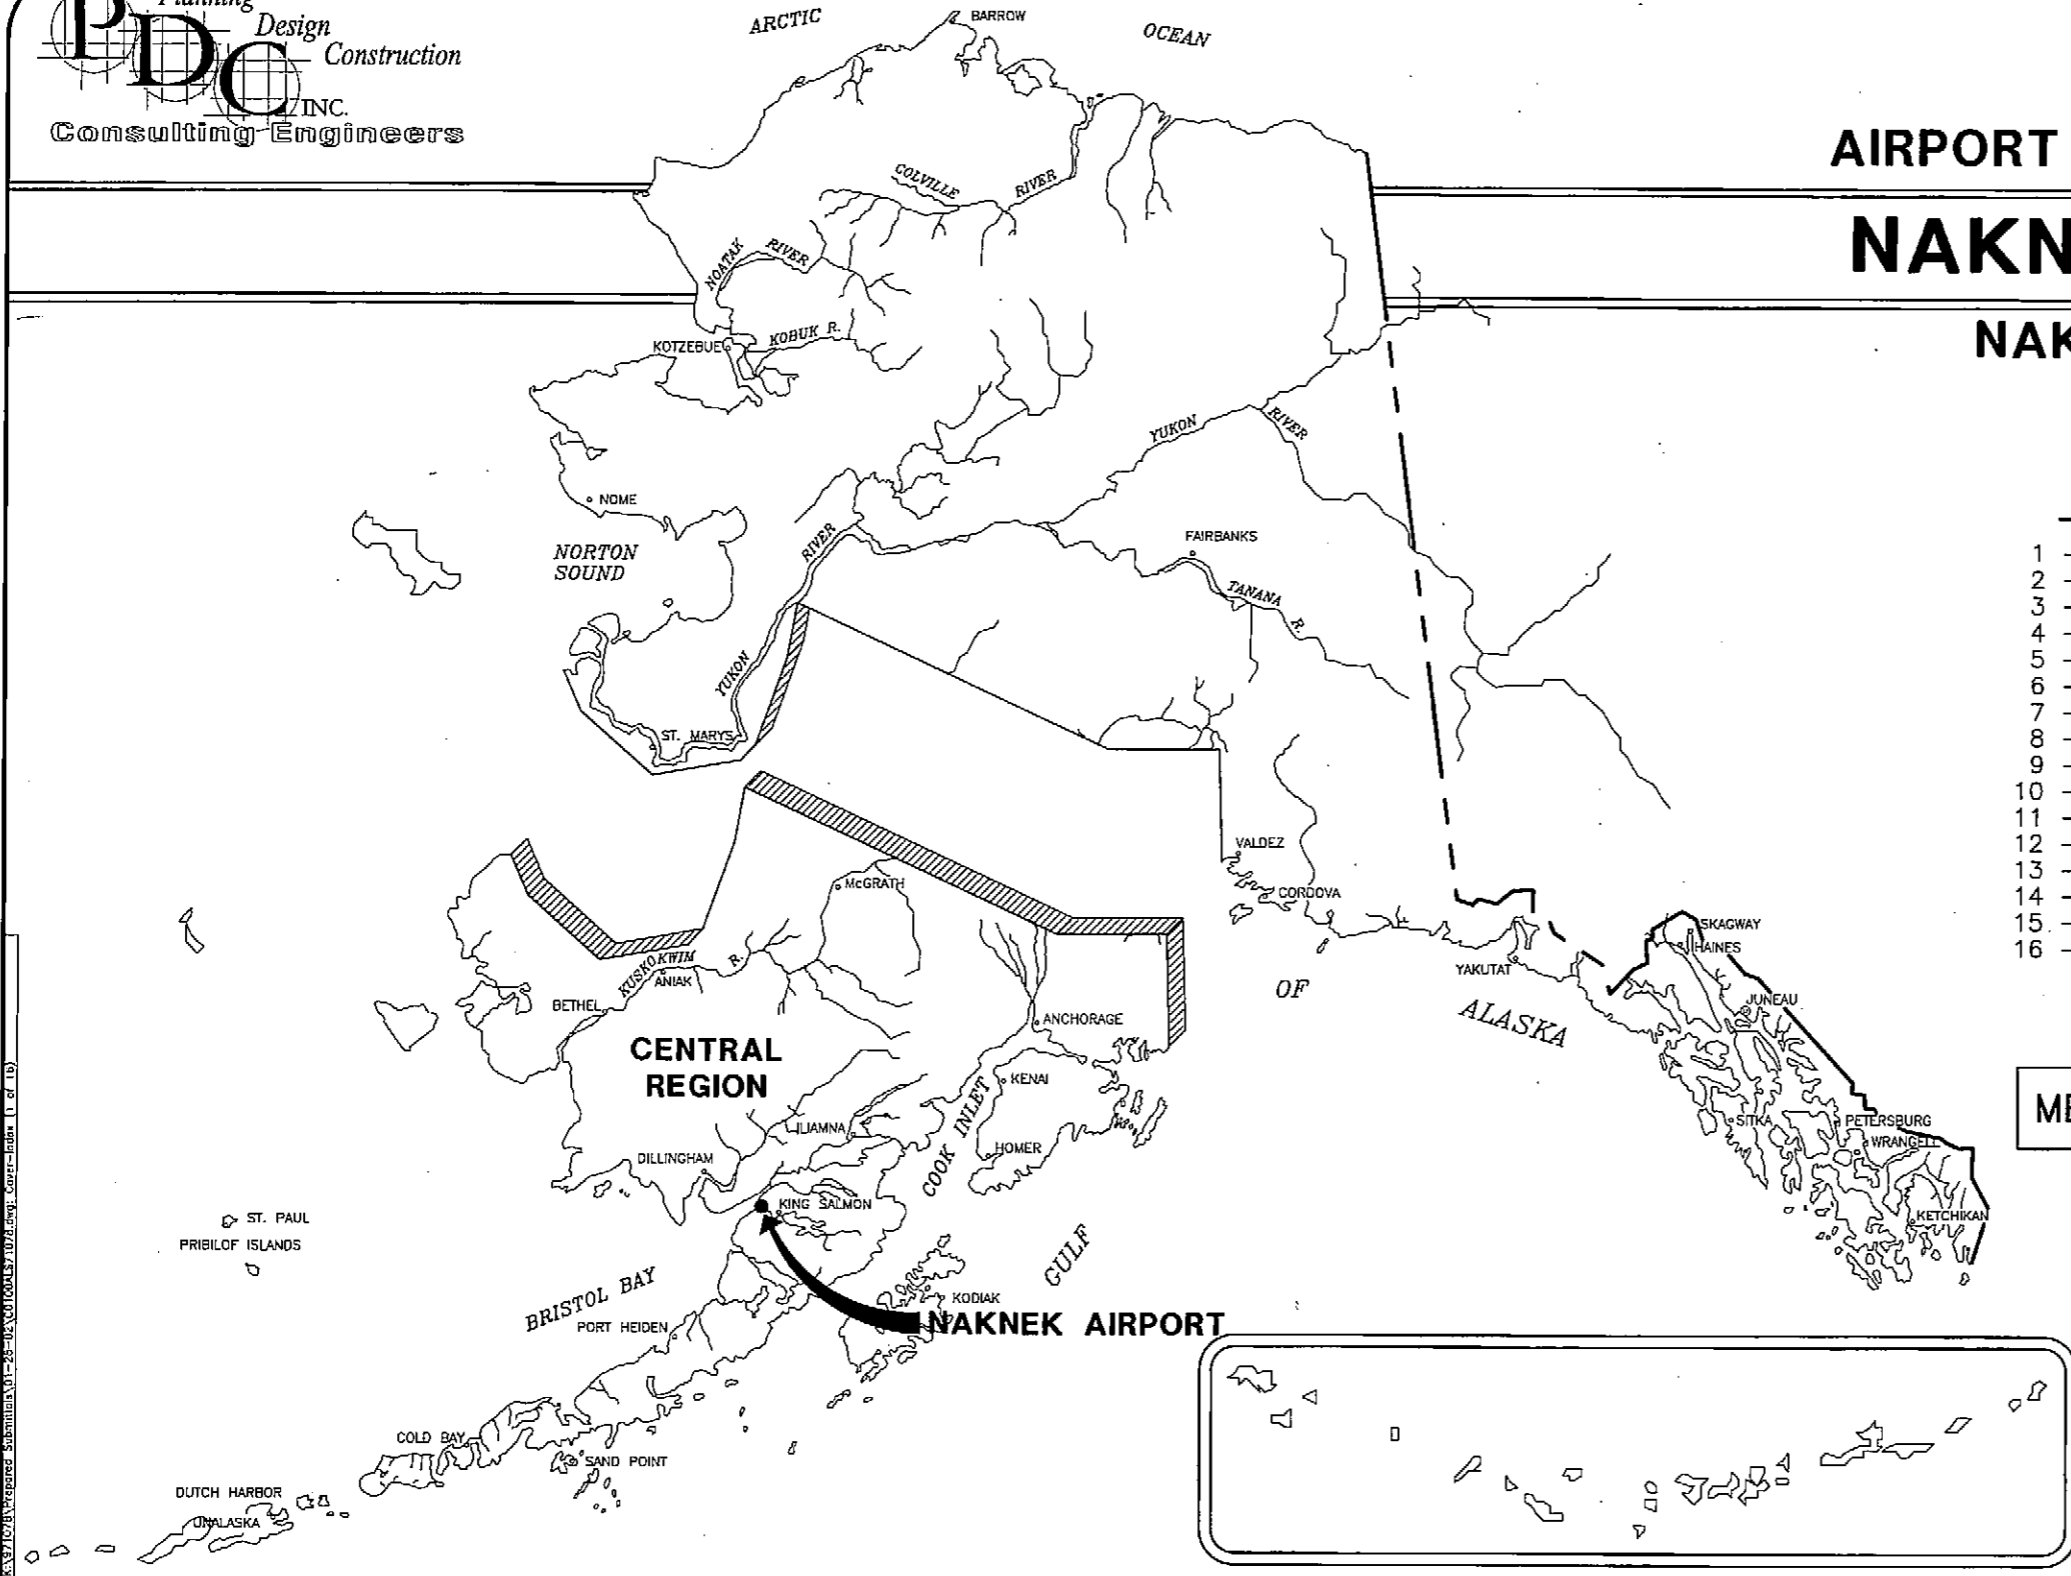 Planning
Design
Construction
PDC INC.
Consulting Engineers
ARCTIC OCEAN
BARROW
AIRPORT
COLVILLE RIVER
NAKN
NOATAK RIVER
KOTZEBUE
KOBUK R.
NAK
YUKON RIVER
NOME
NORTON
SOUND
RIVER
FAIRBANKS
TANANA R.
YUKON
ST. MARYS
1
2
3
4
5
6
7
8
9
10
11
12
13
14
15
16
VALDEZ
McGRATH
CORDOVA
SKAGWAY
HAINES
KUSKOKWIM R.
ANIAK
YAKUTAT
BETHEL
OF
ALASKA
JUNEAU
ANCHORAGE
CENTRAL
REGION
KENAI
COOK INLET
ILIAMNA
SITKA
PETERSBURG
WRANGELL
ME
HOMER
DILLINGHAM
KING SALMON
KETCHIKAN
ST. PAUL
PRIBILOF ISLANDS
GULF
BRISTOL BAY
KODIAK
PORT HEIDEN
NAKNEK AIRPORT
COLD BAY
SAND POINT
DUTCH HARBOR
UNALASKA